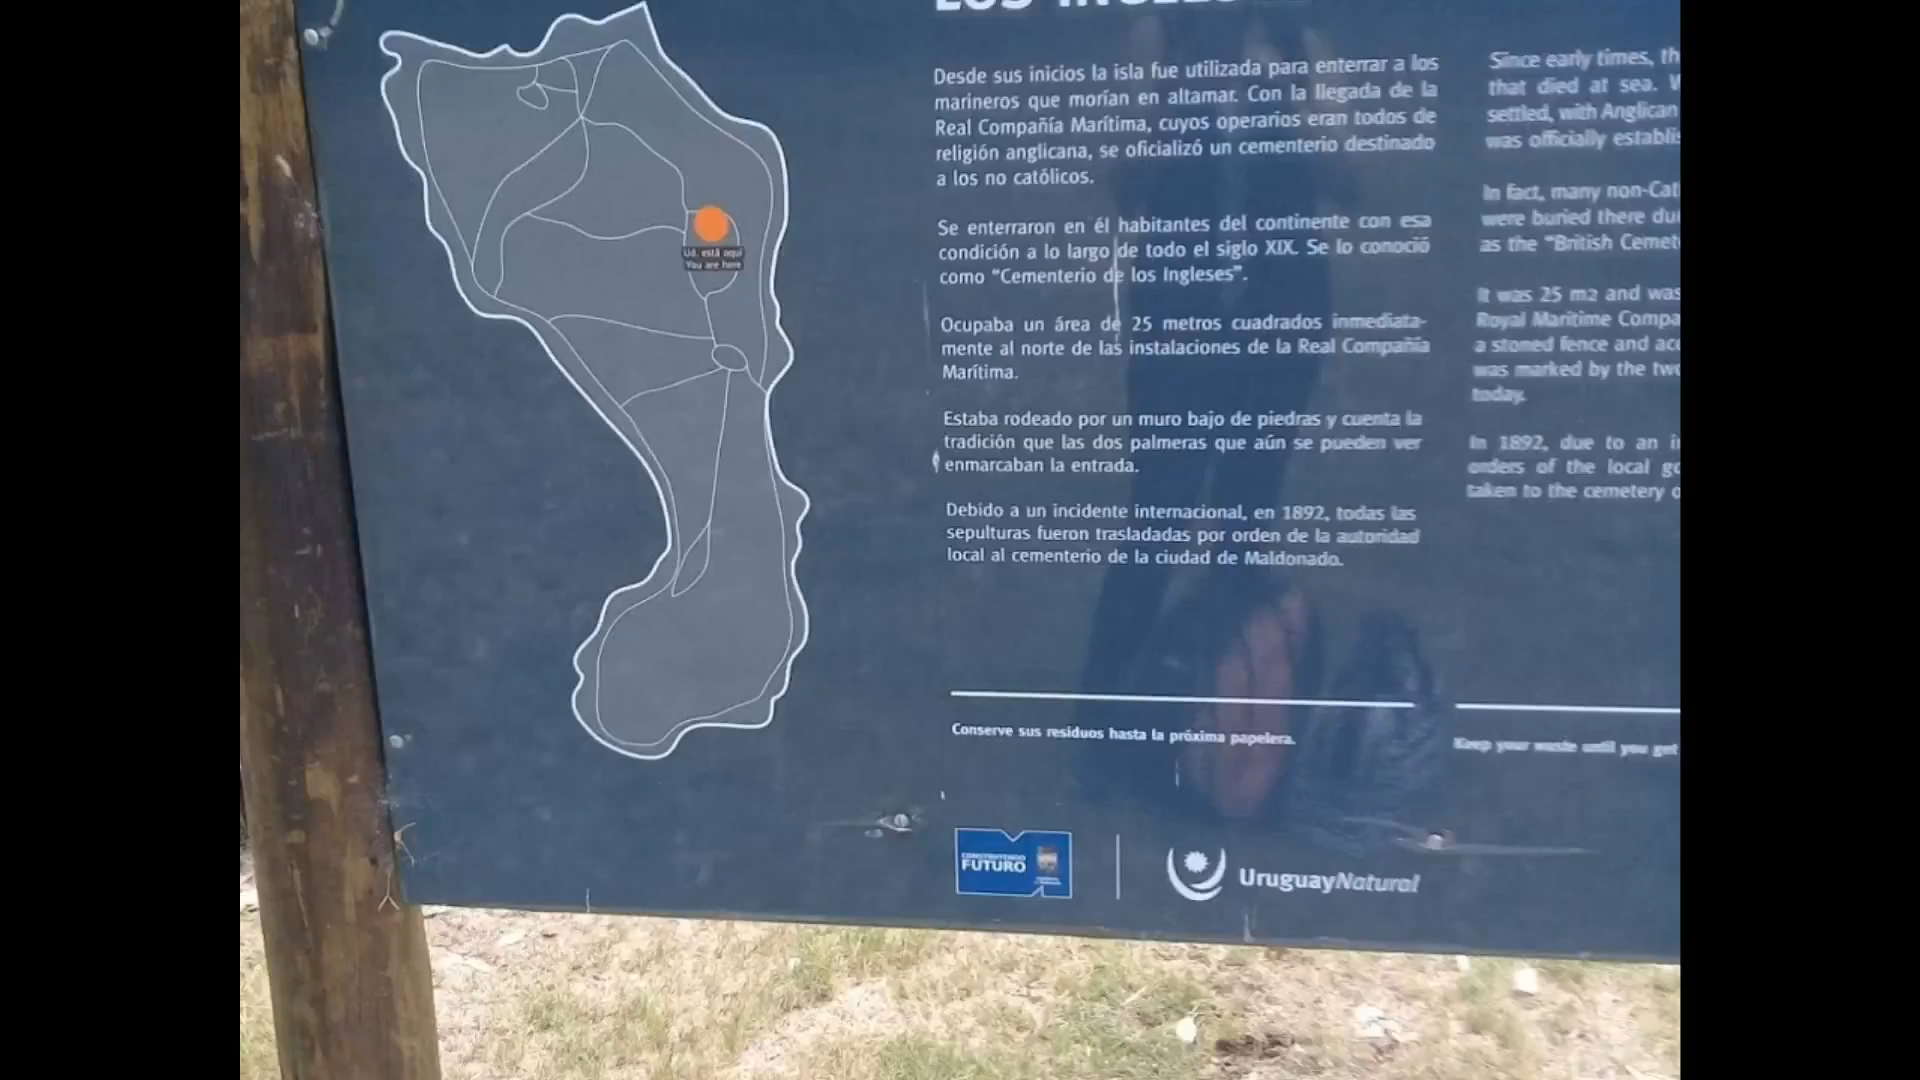 Ud. está aquí
You are here
Desde sus inicios la isla fue utilizada para enterrar a los
marineros que morían en altamar. Con la llegada de la
Real Compañía Marítima, cuyos operarios eran todos de
religión anglicana, se oficializó un cementerio destinado
a los no católicos.
Se enterraron en él habitantes del continente con esa
condición a lo largo de todo el siglo XIX. Se lo conoció
como "Cementerio de los Ingleses".
Ocupaba un área de 25 metros cuadrados inmediata-
mente al norte de las instalaciones de la Real Compañía
Marítima.
Estaba rodeado por un muro bajo de piedras y cuenta la
tradición que las dos palmeras que aún se pueden ver
enmarcaban la entrada.
Debido a un incidente internacional, en 1892, todas las
sepulturas fueron trasladadas por orden de la autoridad
local al cementerio de la ciudad de Maldonado.
Conserve sus residuos hasta la próxima papelera.
Since early times,
that died at sea.
settled, with Anglican
was officially
In fact, many
were buried there
as the "British
It was 25 m2 and was
Royal Maritime
a stoned fence and
was marked by the
today.
In 1892, due to an
orders of the local
taken to the cemetery
Keep your waste until you get
CONSTRUYENDO
FUTURO
UruguayNatural